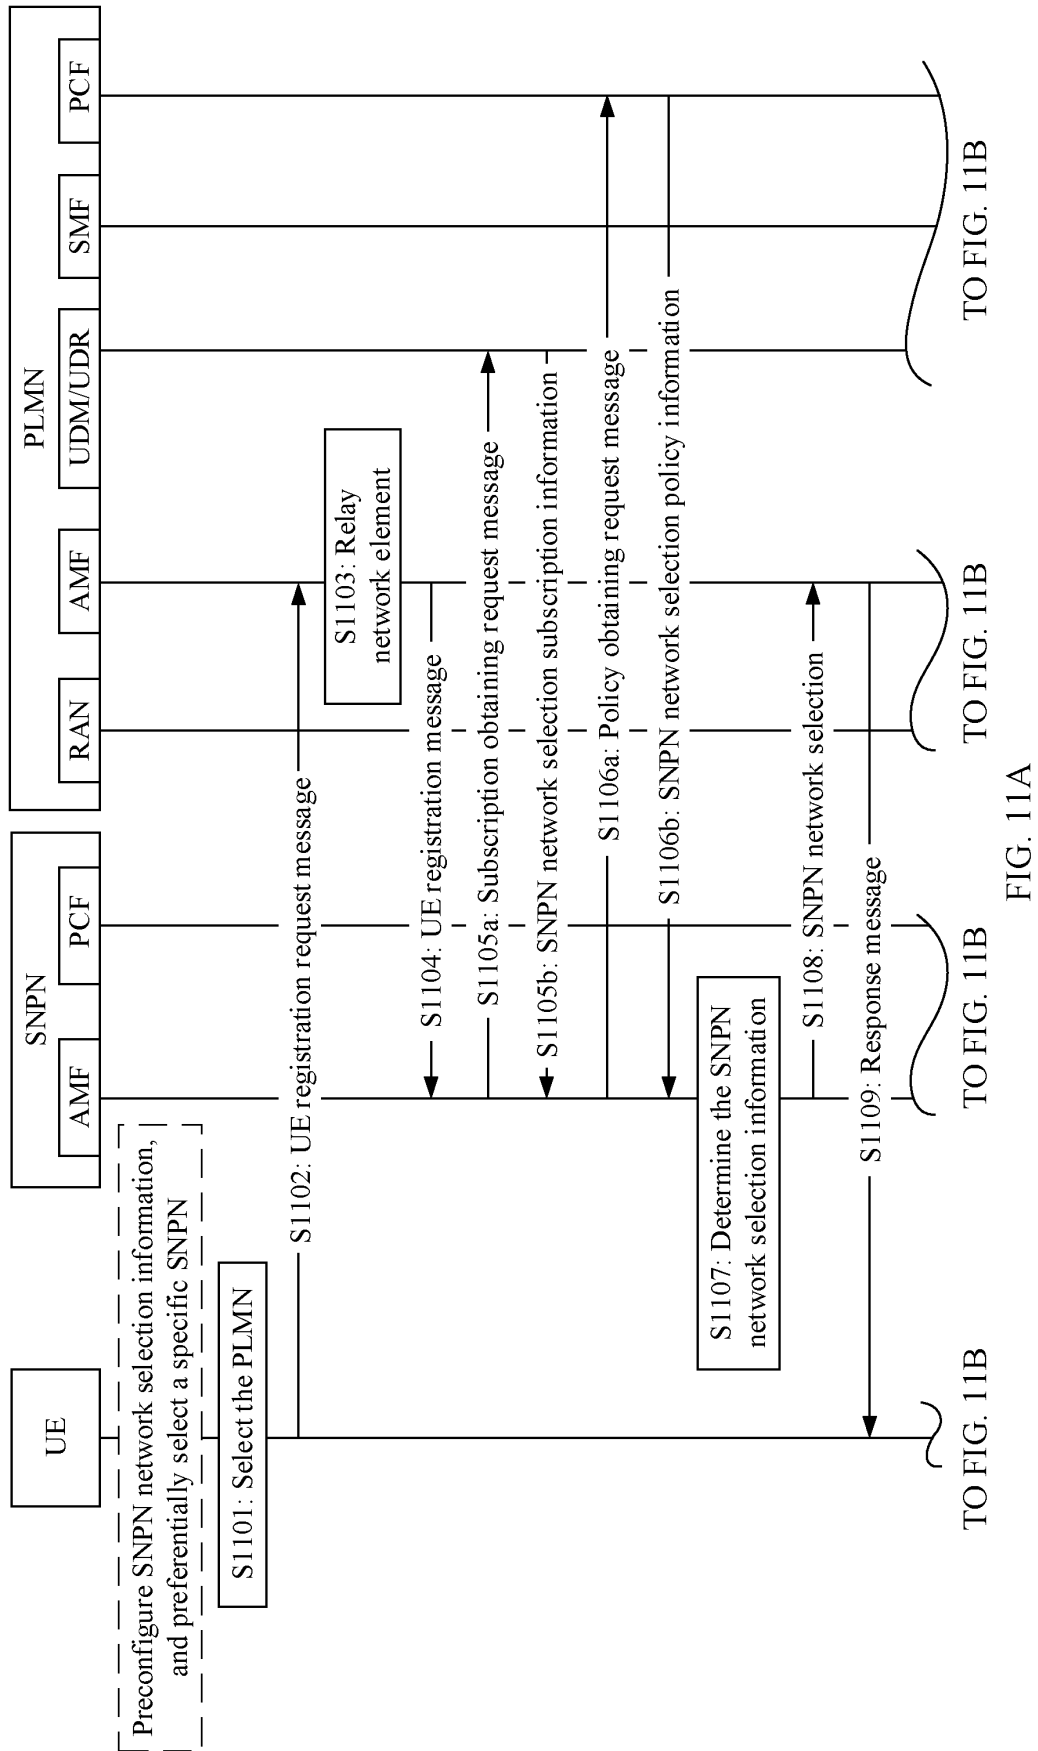 UE
SNPN
AMF
PCF
PLMN
RAN
AMF
UDM/UDR
SMF
PCF
Preconfigure SNPN network selection information,
and preferentially select a specific SNPN
S1101: Select the PLMN
S1102: UE registration request message
S1103: Relay
network element
S1104: UE registration message
S1105a: Subscription obtaining request message
S1105b: SNPN network selection subscription information
S1106a: Policy obtaining request message
S1106b: SNPN network selection policy information
S1107: Determine the SNPN
network selection information
S1108: SNPN network selection
S1109: Response message
TO FIG. 11B
TO FIG. 11B
TO FIG. 11B
TO FIG. 11B
FIG. 11A